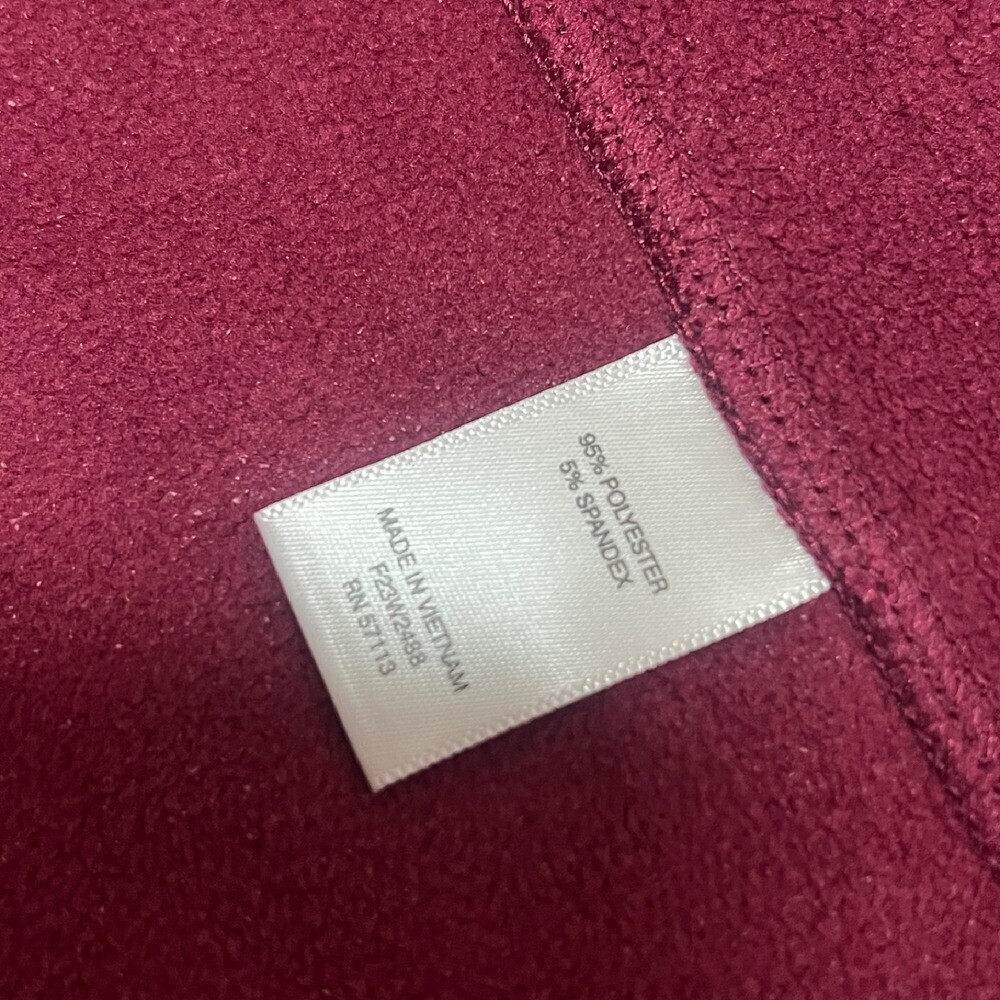 95% POLYESTER
5% SPANDEX
MADE IN VIETNAM
F23W2488
RN 57113